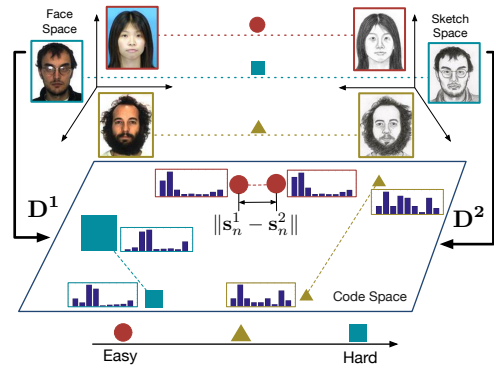 Face
Space
Sketch
Space
D¹
D²
‖s¹ₙ − s²ₙ‖
Code Space
Easy
Hard